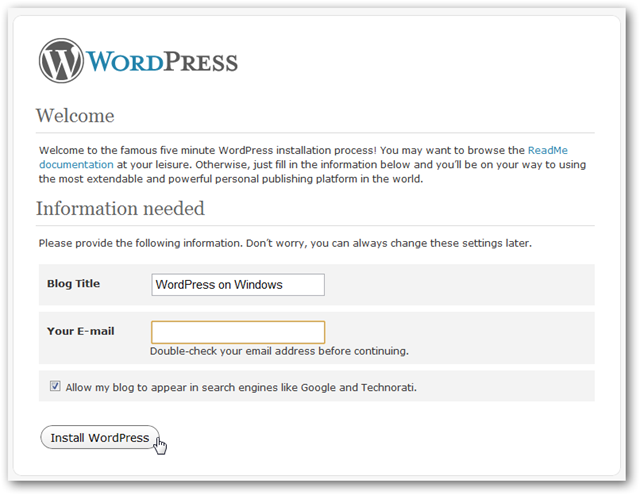 WORDPRESS
Welcome
Welcome to the famous five minute WordPress installation process! You may want to browse the ReadMe
documentation at your leisure. Otherwise, just fill in the information below and you'll be on your way to using
the most extendable and powerful personal publishing platform in the world.
Information needed
Please provide the following information. Don't worry, you can always change these settings later.
Blog Title WordPress on Windows
Your E-mail
Double-check your email address before continuing.
Allow my blog to appear in search engines like Google and Technorati.
Install WordPress